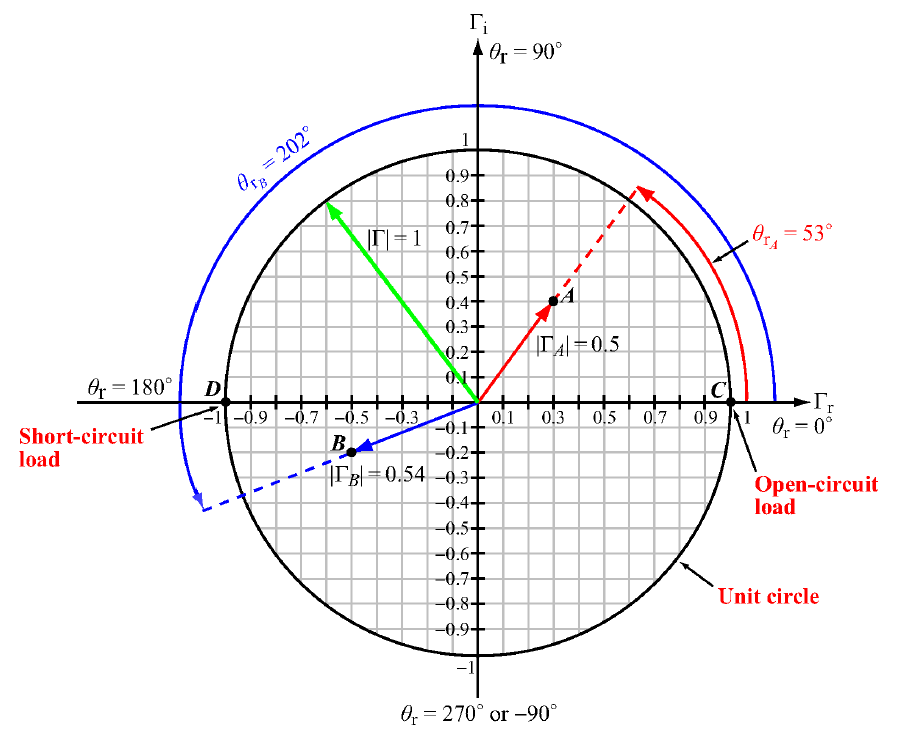 Γi
θr = 90°
1
0.9
0.8
0.7
0.6
0.5
0.4
0.3
0.2
0.1
θrB = 202°
|Γ| = 1
θrA = 53°
A
|ΓA| = 0.5
θr = 180°
D
C
Γr
−1 −0.9 −0.7 −0.5 −0.3 0.1 0.3 0.5 0.7 0.9 1
θr = 0°
Short-circuit
load
B
|ΓB| = 0.54
−0.1
−0.2
−0.3
−0.4
−0.5
−0.6
−0.7
−0.8
−0.9
−1
Open-circuit
load
Unit circle
θr = 270° or −90°